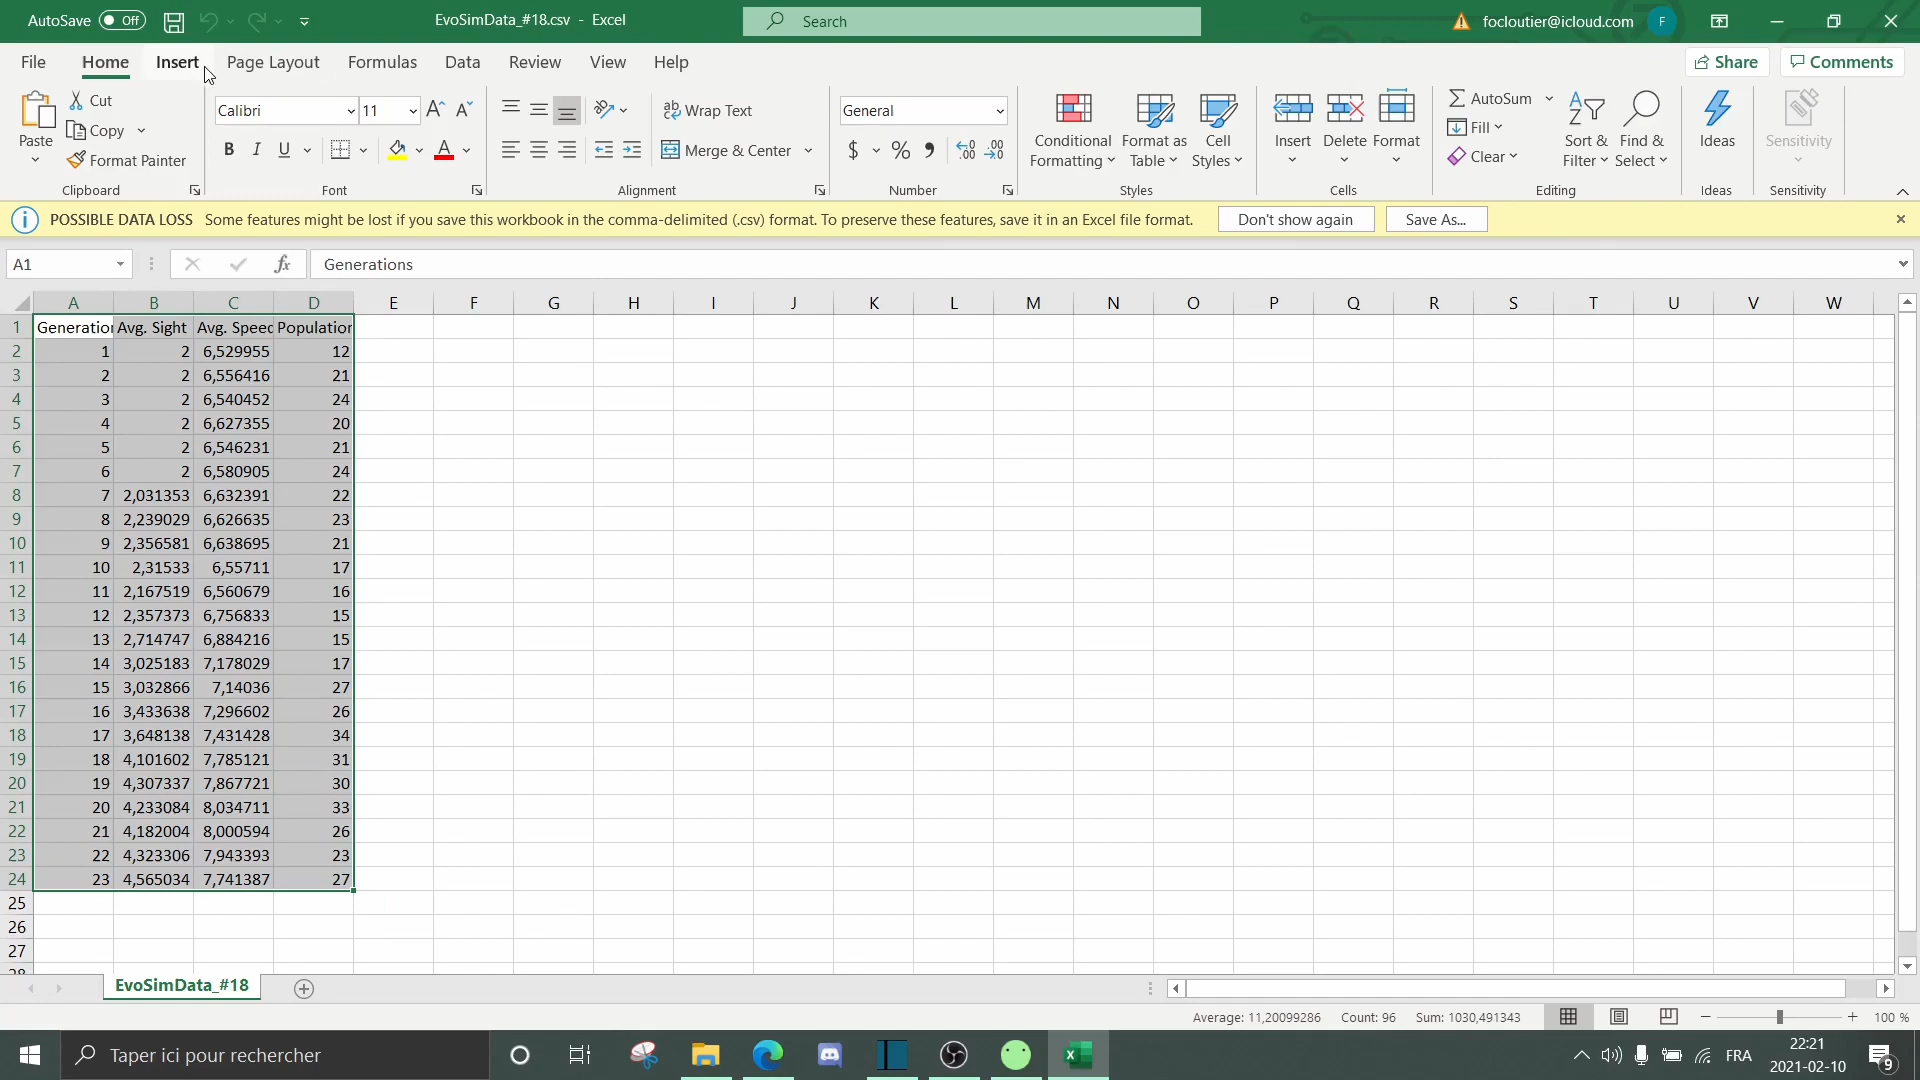 AutoSave Off EvoSimData_#18.csv - Excel Search focloutier@icloud.com F
File Home Insert Page Layout Formulas Data Review View Help Share Comments
Paste Cut Copy Format Painter Clipboard
Calibri 11 B I U A Font
Wrap Text Merge & Center Alignment
General $ % Number
Conditional Formatting Format as Table Cell Styles Styles
Insert Delete Format Cells
AutoSum Fill Clear Sort & Filter Find & Select Editing
Ideas Ideas
Sensitivity Sensitivity
POSSIBLE DATA LOSS Some features might be lost if you save this workbook in the comma-delimited (.csv) format. To preserve these features, save it in an Excel file format. Don't show again Save As...
A1 fx Generations
A B C D E F G H I J K L M N O P Q R S T U V W
1 Generation Avg. Sight Avg. Speed Population
2 1 2 6,529955 12
3 2 2 6,556416 21
4 3 2 6,540452 24
5 4 2 6,627355 20
6 5 2 6,546231 21
7 6 2 6,580905 24
8 7 2,031353 6,632391 22
9 8 2,239029 6,626635 23
10 9 2,356581 6,638695 21
11 10 2,31533 6,55711 17
12 11 2,167519 6,560679 16
13 12 2,357373 6,756833 15
14 13 2,714747 6,884216 15
15 14 3,025183 7,178029 17
16 15 3,032866 7,14036 27
17 16 3,433638 7,296602 26
18 17 3,648138 7,431428 34
19 18 4,101602 7,785121 31
20 19 4,307337 7,867721 30
21 20 4,233084 8,034711 33
22 21 4,182004 8,000594 26
23 22 4,323306 7,943393 23
24 23 4,565034 7,741387 27
25
26
27
28
EvoSimData_#18
Average: 11,20099286 Count: 96 Sum: 1030,491343 100 %
Taper ici pour rechercher FRA 22:21
2021-02-10 9